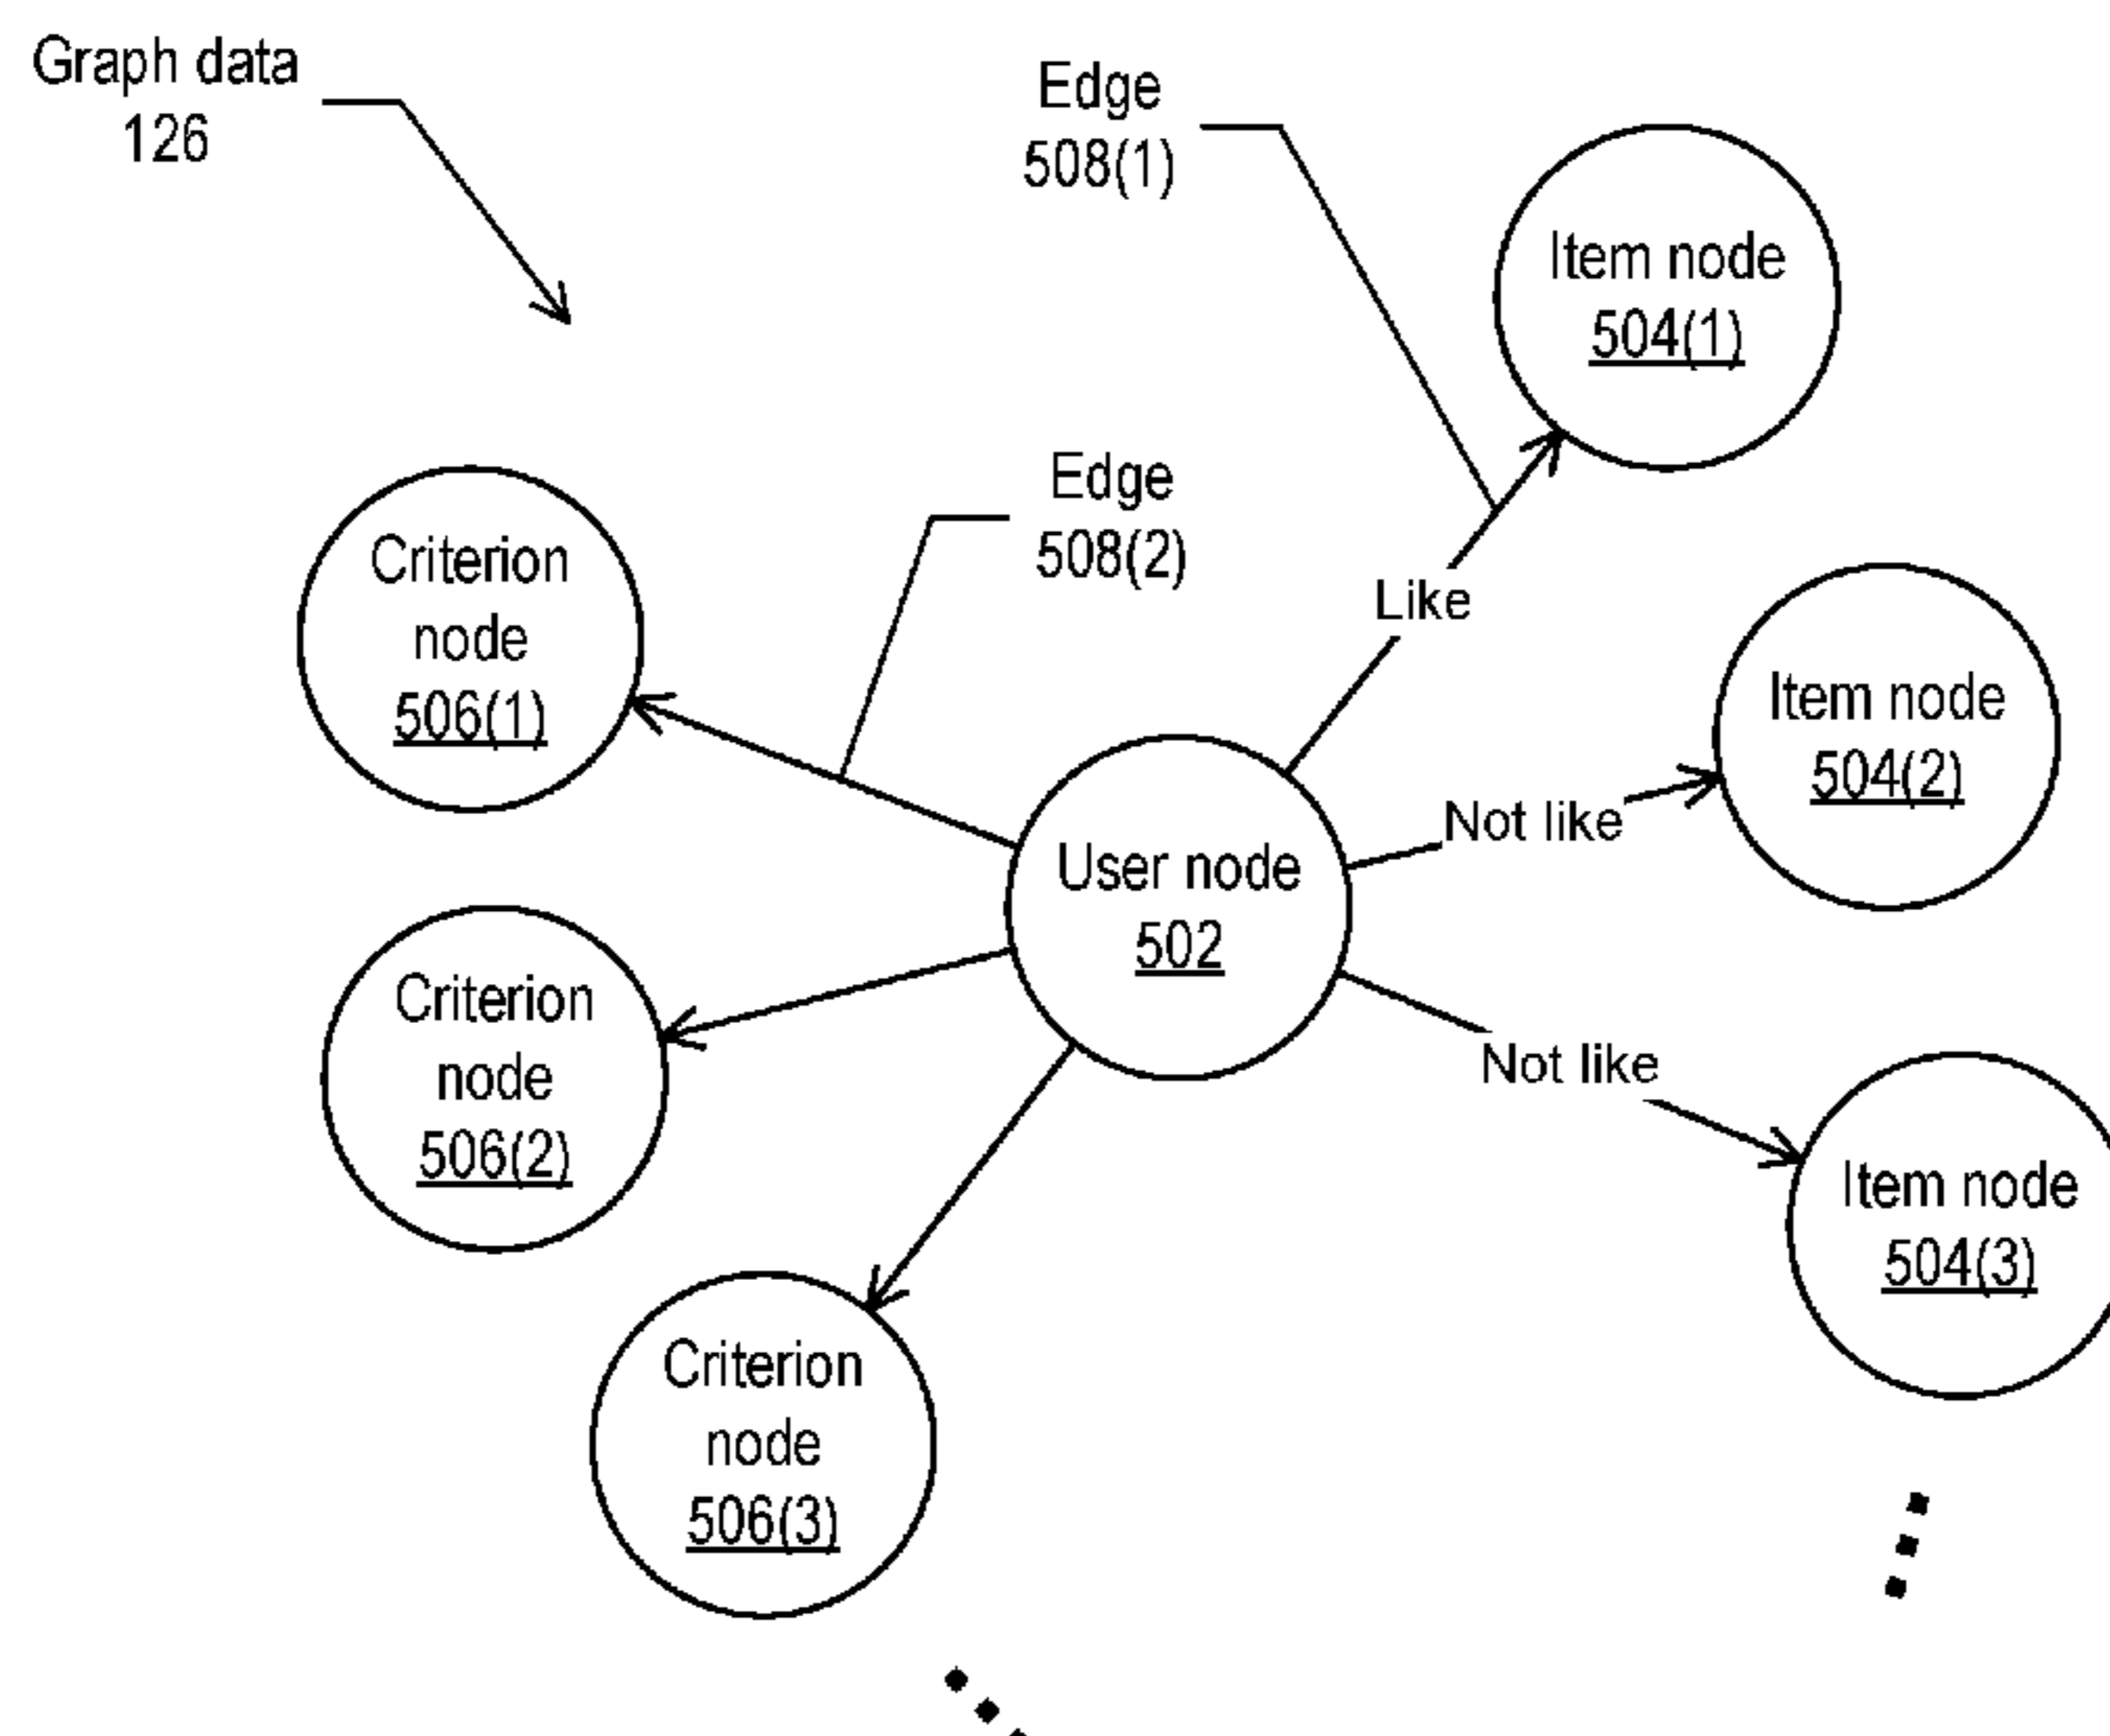 Graph data
126
Edge
508(1)
Item node
504(1)
Edge
508(2)
Criterion
node
506(1)
Like
Item node
504(2)
Not like
User node
502
Criterion
node
506(2)
Not like
Item node
504(3)
Criterion
node
506(3)